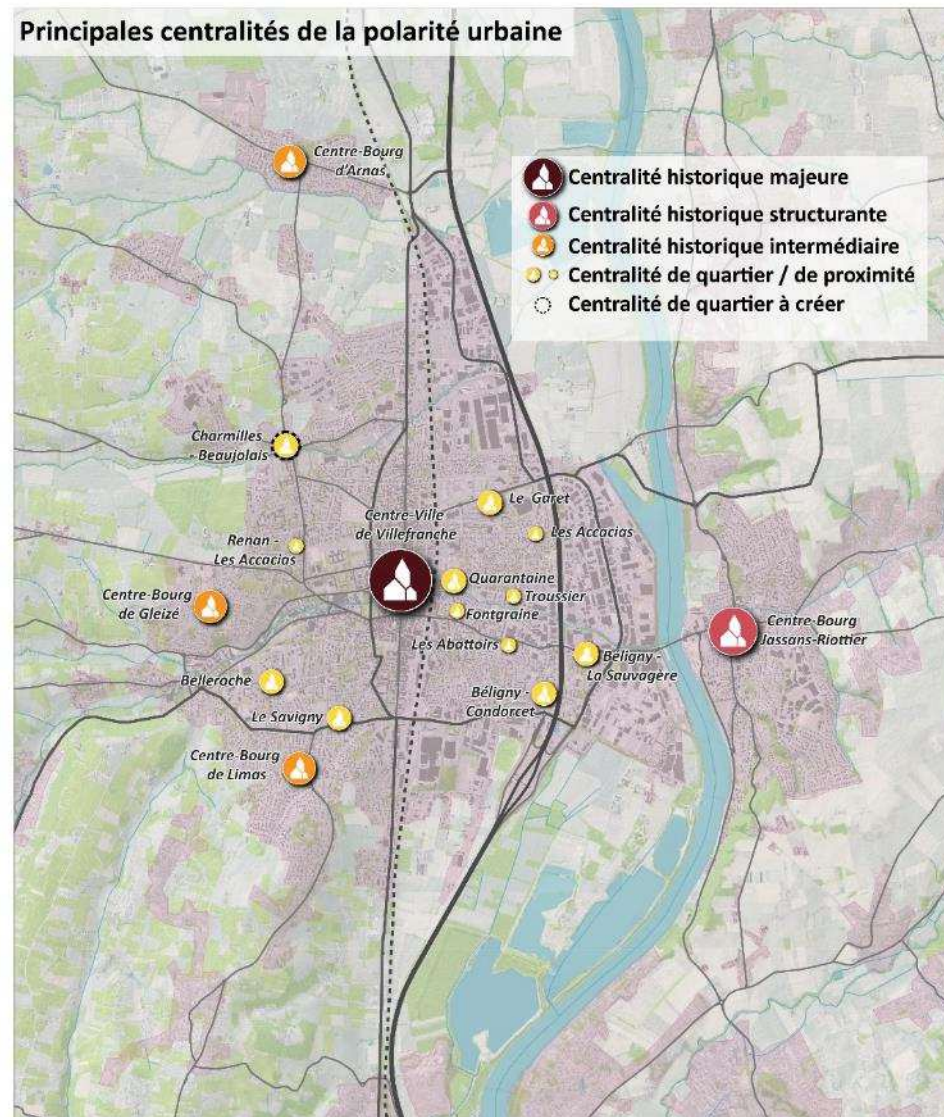 Principales centralités de la polarité urbaine
Centre-Bourg
d'Arnas
Centralité historique majeure
Centralité historique structurante
Centralité historique intermédiaire
Centralité de quartier / de proximité
Centralité de quartier à créer
Charmilles
- Beaujolais
Le Garet
Centre-Ville
de Villefranche
Les Accacias
Renan -
Les Accacias
Quarantaine
Troussier
Fontgraine
Centre-Bourg
de Gleizé
Centre-Bourg
Jassans-Riottier
Les Abattoirs
Béligny -
La Sauvagère
Belleroche
Béligny -
Condorcet
Le Savigny
Centre-Bourg
de Limas